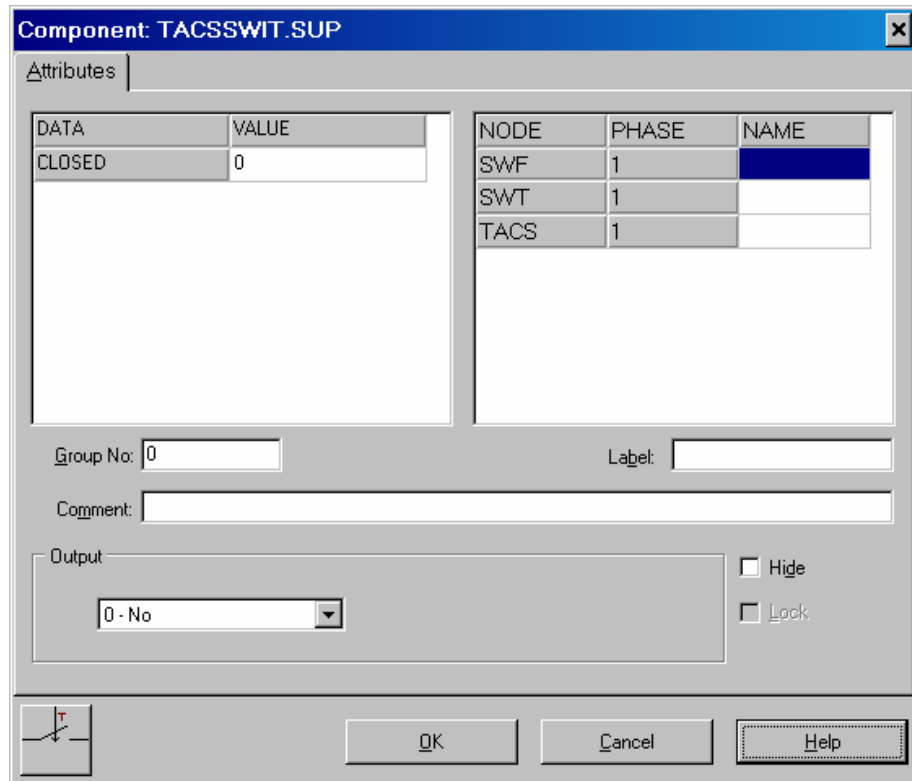 Component: TACSSWIT.SUP
Attributes
DATA VALUE
CLOSED 0
NODE PHASE NAME
SWF 1
SWT 1
TACS 1
Group No: 0
Label:
Comment:
Output
0 - No
Hide
Lock
T
OK Cancel Help